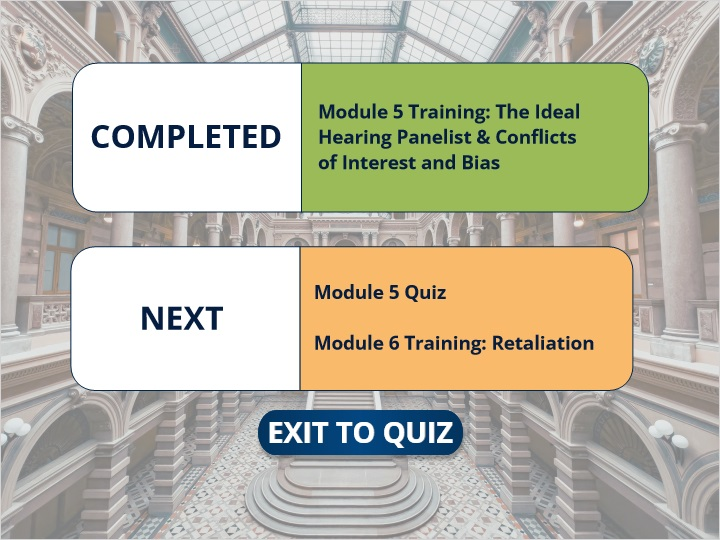 COMPLETED
Module 5 Training: The Ideal
Hearing Panelist & Conflicts
of Interest and Bias
NEXT
Module 5 Quiz
Module 6 Training: Retaliation
EXIT TO QUIZ